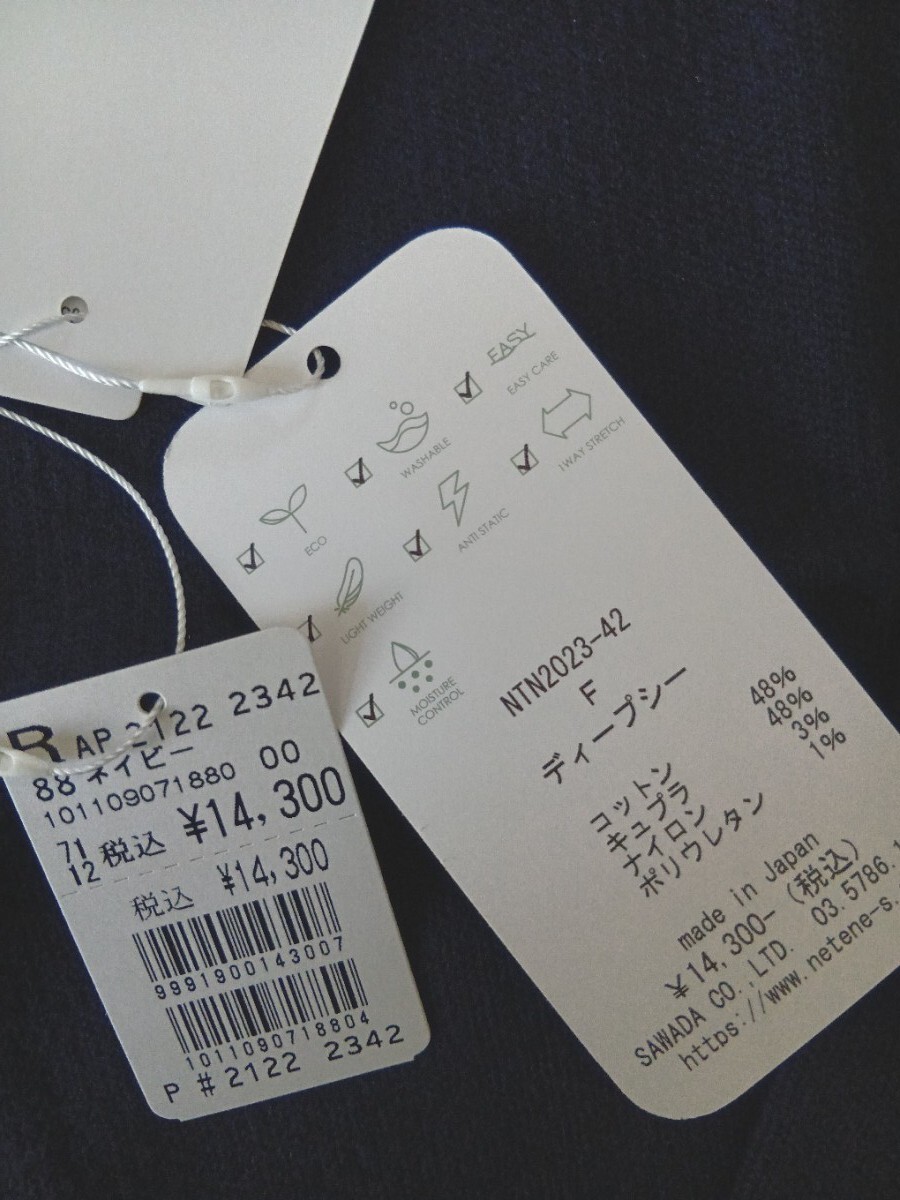 EASY
EASY CARE
WASHABLE
1WAY STRETCH
ECO
ANTI STATIC
LIGHT WEIGHT
MOISTURE
CONTROL
NTN2023-42
F
ディープシー
コットン 48%
キュプラ 48%
ナイロン 3%
ポリウレタン 1%
made in Japan
¥14,300-(税込)
SAWADA CO.,LTD. 03.5786.
https://www.netene-s.
R AP 2122 2342
88 ネイビー
101109071880 00
71
12 税込 ¥14,300
税込 ¥14,300
9991900143007
1011090718804
P #2122 2342